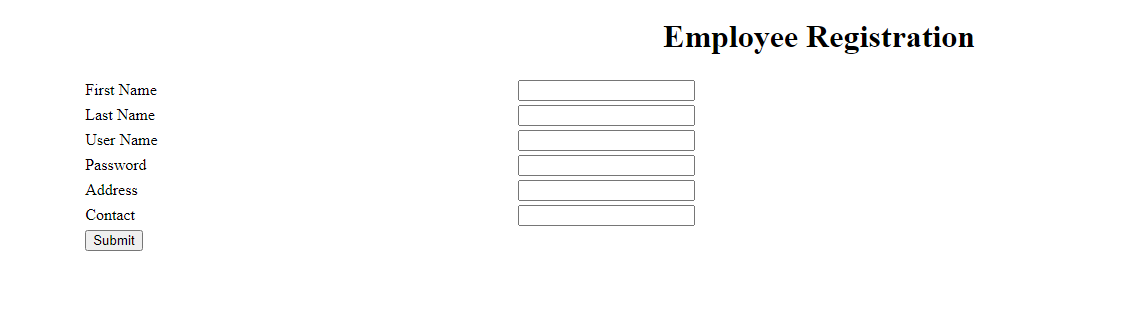 Employee Registration
First Name
Last Name
User Name
Password
Address
Contact
Submit